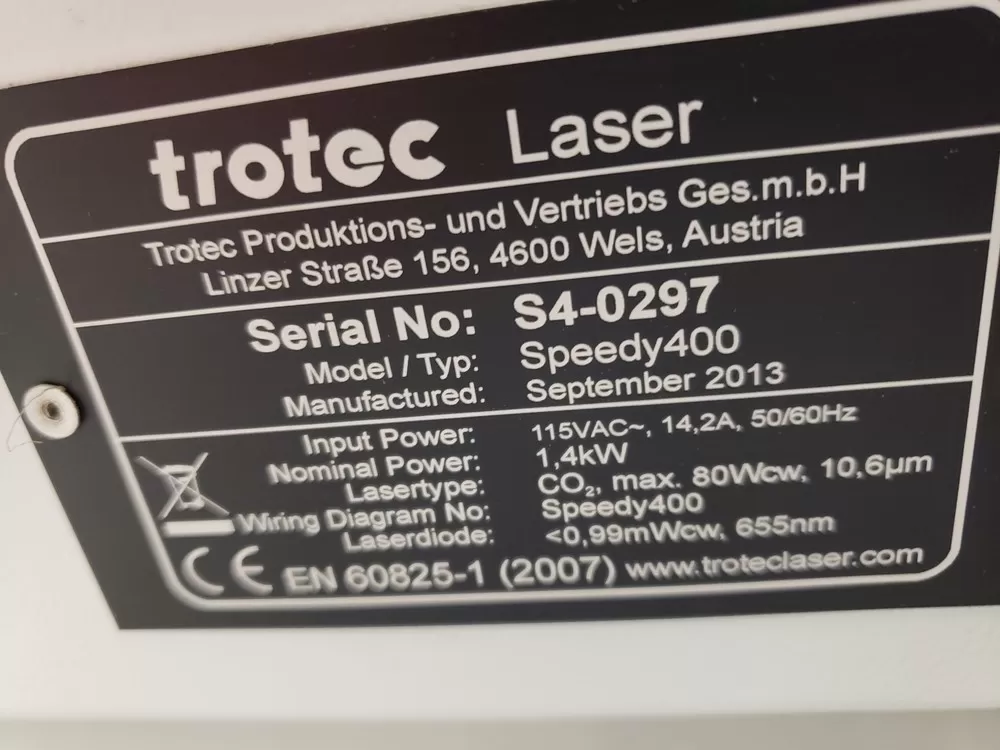 trotec Laser
Trotec Produktions- und Vertriebs Ges.m.b.H
Linzer Straße 156, 4600 Wels, Austria
Serial No: S4-0297
Model / Typ: Speedy400
Manufactured: September 2013
Input Power: 115VAC~, 14,2A, 50/60Hz
Nominal Power: 1,4kW
Lasertype: CO₂, max. 80Wcw, 10,6µm
Wiring Diagram No: Speedy400
Laserdiode: <0,99mWcw, 655nm
CE EN 60825-1 (2007) www.troteclaser.com